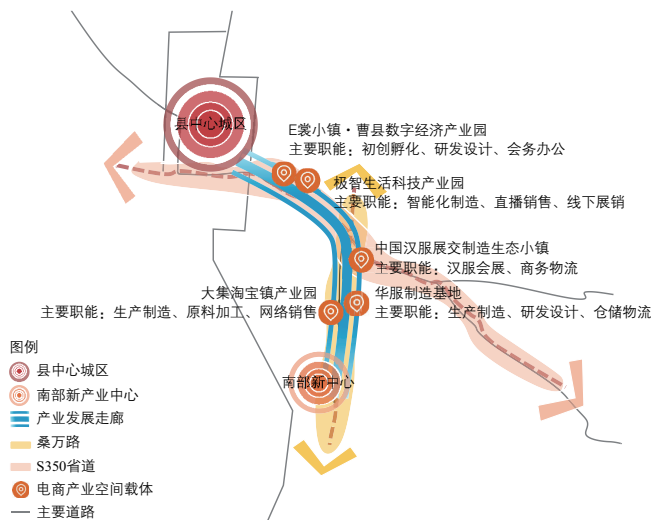 县中心城区
E裳小镇·曹县数字经济产业园
主要职能：初创孵化、研发设计、会务办公
极智生活科技产业园
主要职能：智能化制造、直播销售、线下展销
中国汉服展交制造生态小镇
主要职能：汉服会展、商务物流
大集淘宝镇产业园
主要职能：生产制造、原料加工、网络销售
华服制造基地
主要职能：生产制造、研发设计、仓储物流
南部新中心
图例
县中心城区
南部新产业中心
产业发展走廊
桑万路
S350省道
电商产业空间载体
主要道路